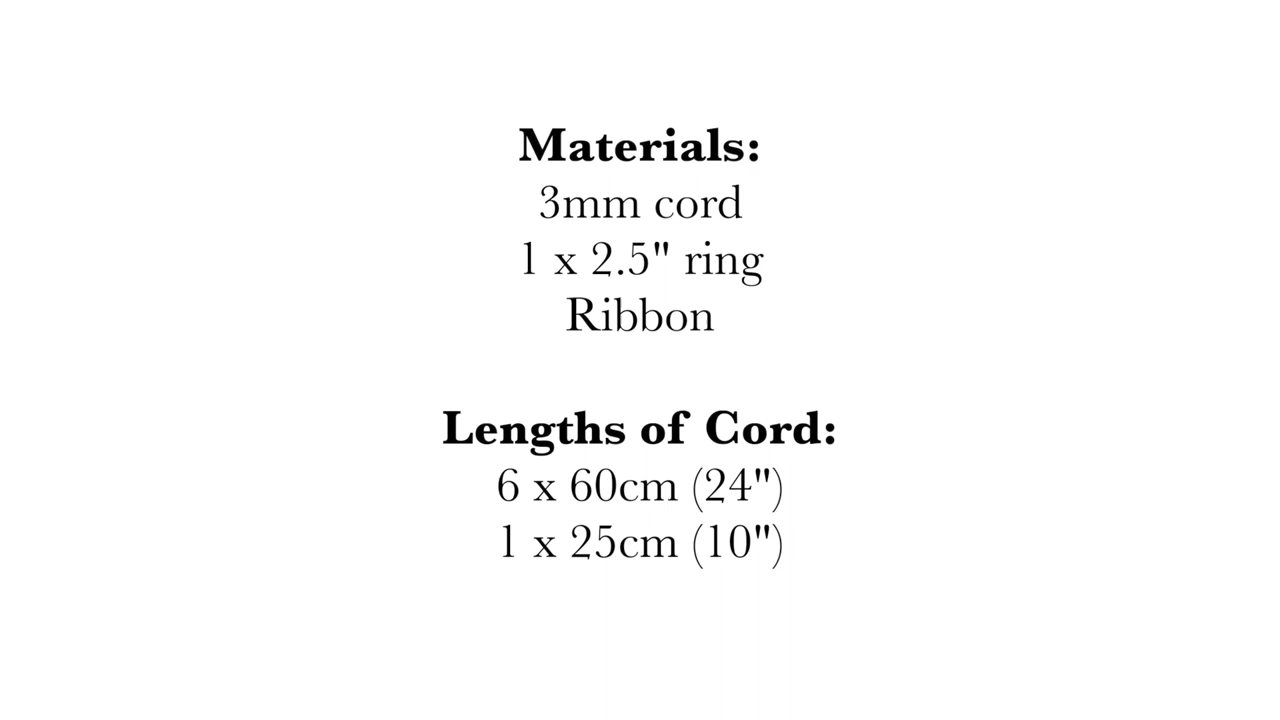 Materials:
3mm cord
1 x 2.5" ring
Ribbon
Lengths of Cord:
6 x 60cm (24")
1 x 25cm (10")